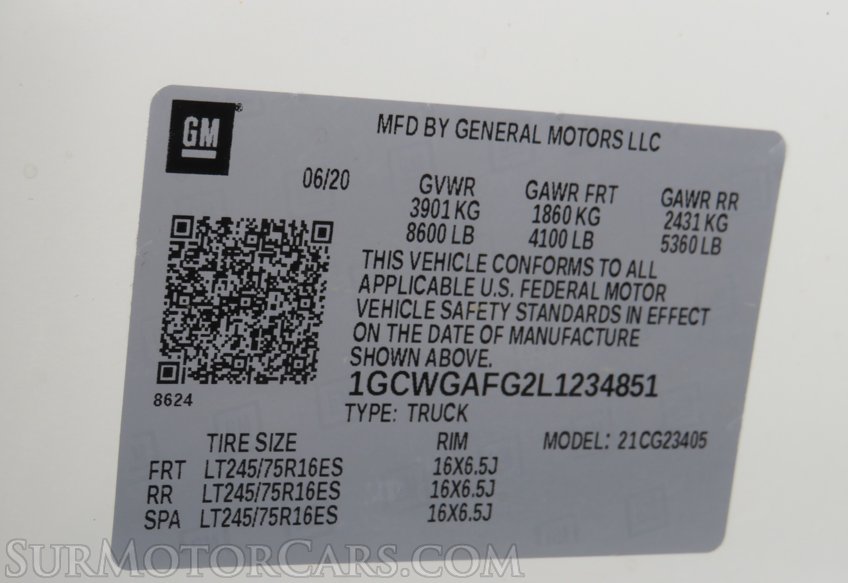 GM
MFD BY GENERAL MOTORS LLC
06/20 GVWR GAWR FRT GAWR RR
3901 KG 1860 KG 2431 KG
8600 LB 4100 LB 5360 LB
THIS VEHICLE CONFORMS TO ALL
APPLICABLE U.S. FEDERAL MOTOR
VEHICLE SAFETY STANDARDS IN EFFECT
ON THE DATE OF MANUFACTURE
SHOWN ABOVE.
1GCWGAFG2L1234851
8624
TYPE: TRUCK
TIRE SIZE RIM MODEL: 21CG23405
FRT LT245/75R16ES 16X6.5J
RR LT245/75R16ES 16X6.5J
SPA LT245/75R16ES 16X6.5J
SURMOTORCARS.COM